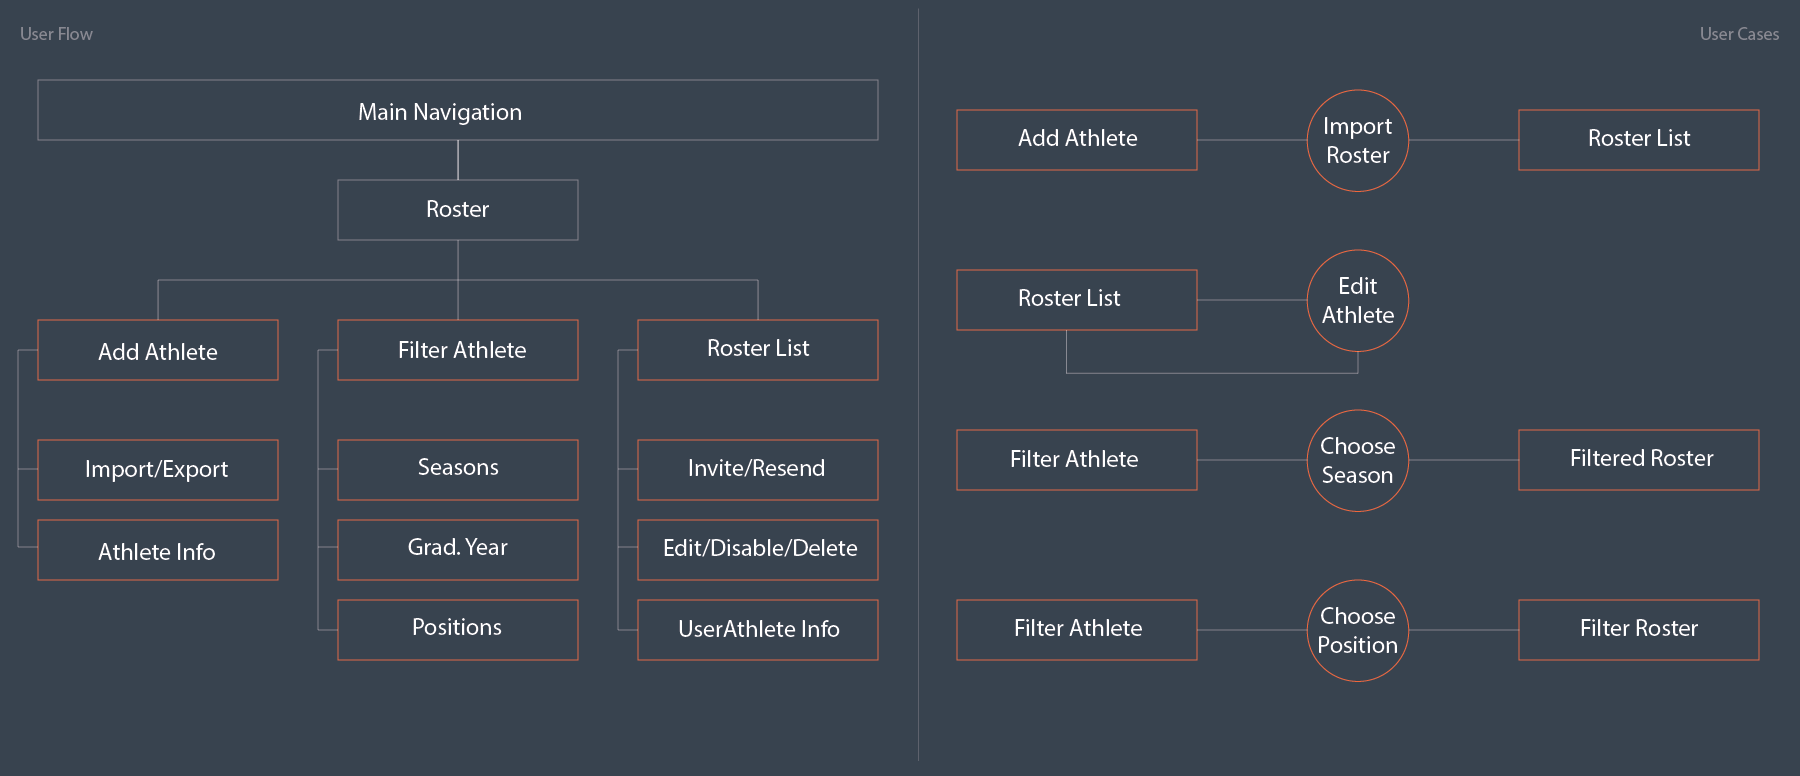 User Flow
Main Navigation
Roster
Add Athlete
Import/Export
Athlete Info
Filter Athlete
Seasons
Grad. Year
Positions
Roster List
Invite/Resend
Edit/Disable/Delete
UserAthlete Info
User Cases
Add Athlete
Import
Roster
Roster List
Roster List
Edit
Athlete
Filter Athlete
Choose
Season
Filtered Roster
Filter Athlete
Choose
Position
Filter Roster